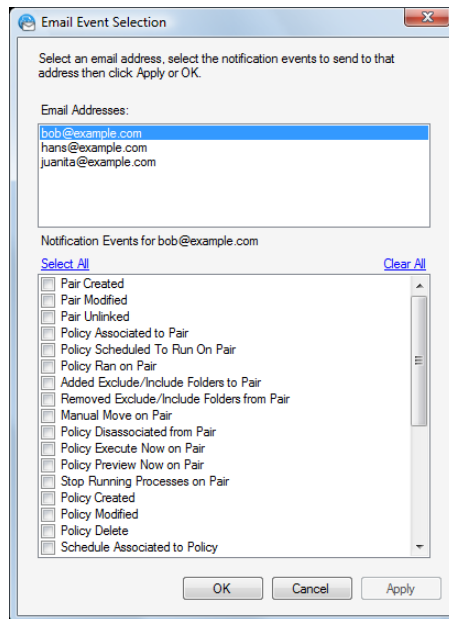 Email Event Selection
Select an email address, select the notification events to send to that
address then click Apply or OK.
Email Addresses:
bob@example.com
hans@example.com
juanita@example.com
Notification Events for bob@example.com
Select All Clear All
Pair Created
Pair Modified
Pair Unlinked
Policy Associated to Pair
Policy Scheduled To Run On Pair
Policy Ran on Pair
Added Exclude/Include Folders to Pair
Removed Exclude/Include Folders from Pair
Manual Move on Pair
Policy Disassociated from Pair
Policy Execute Now on Pair
Policy Preview Now on Pair
Stop Running Processes on Pair
Policy Created
Policy Modified
Policy Delete
Schedule Associated to Policy
OK Cancel Apply